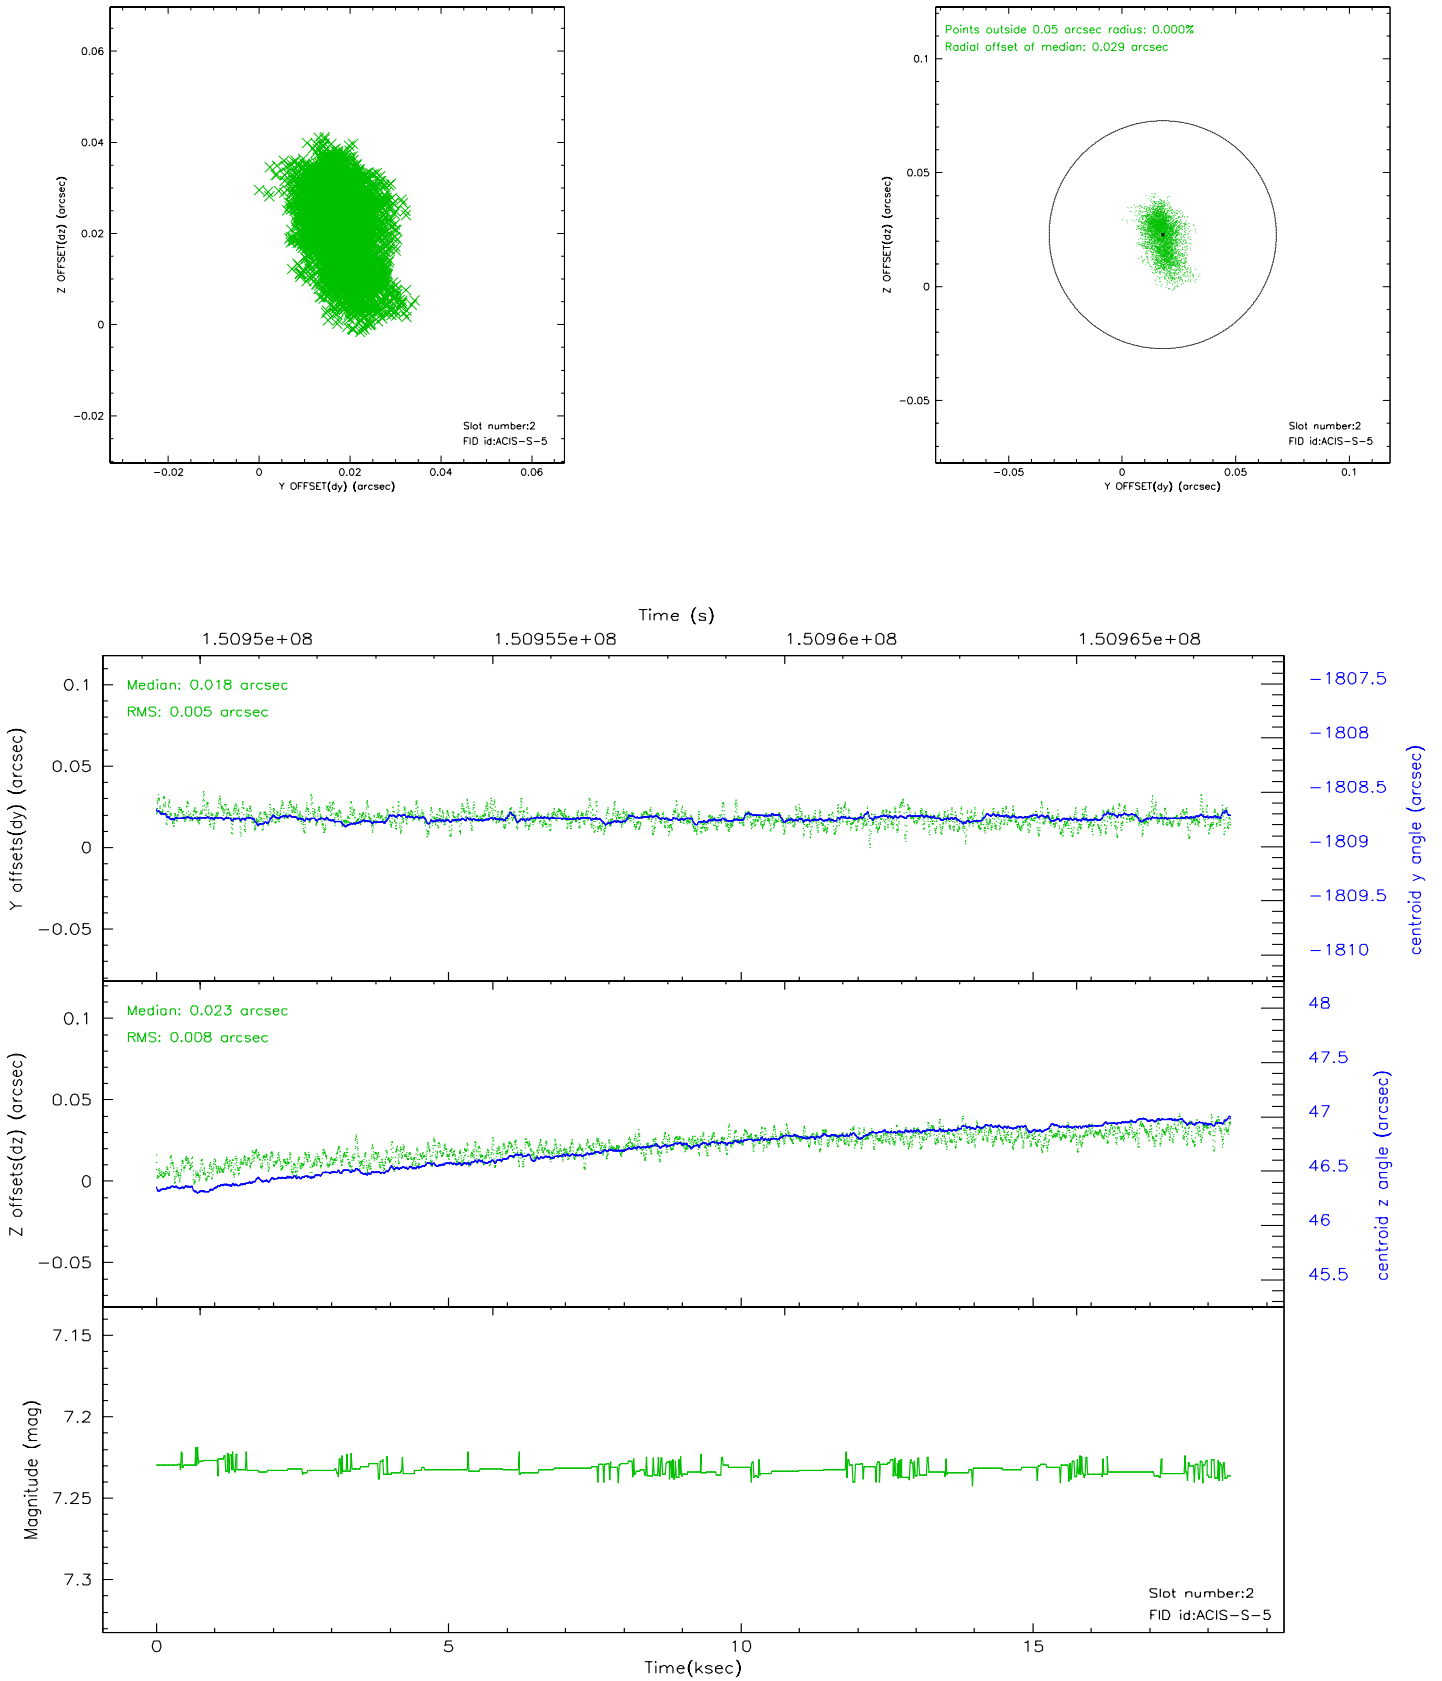 0.06
0.04
0.02
0
−0.02
Z OFFSET(dz) (arcsec)
Slot number:2
FID id:ACIS−S−5
−0.02 0 0.02 0.04 0.06
Y OFFSET(dy) (arcsec)
Points outside 0.05 arcsec radius: 0.000%
Radial offset of median: 0.029 arcsec
0.1
0.05
0
−0.05
Z OFFSET(dz) (arcsec)
Slot number:2
FID id:ACIS−S−5
−0.05 0 0.05 0.1
Y OFFSET(dy) (arcsec)
Time (s)
1.5095e+08 1.50955e+08 1.5096e+08 1.50965e+08
Median: 0.018 arcsec
RMS: 0.005 arcsec
0.1
0.05
0
−0.05
Y offsets(dy) (arcsec)
−1807.5
−1808
−1808.5
−1809
−1809.5
−1810
centroid y angle (arcsec)
Median: 0.023 arcsec
RMS: 0.008 arcsec
0.1
0.05
0
−0.05
Z offsets(dz) (arcsec)
48
47.5
47
46.5
46
45.5
centroid z angle (arcsec)
7.15
7.2
7.25
7.3
Magnitude (mag)
Slot number:2
FID id:ACIS−S−5
0 5 10 15
Time(ksec)